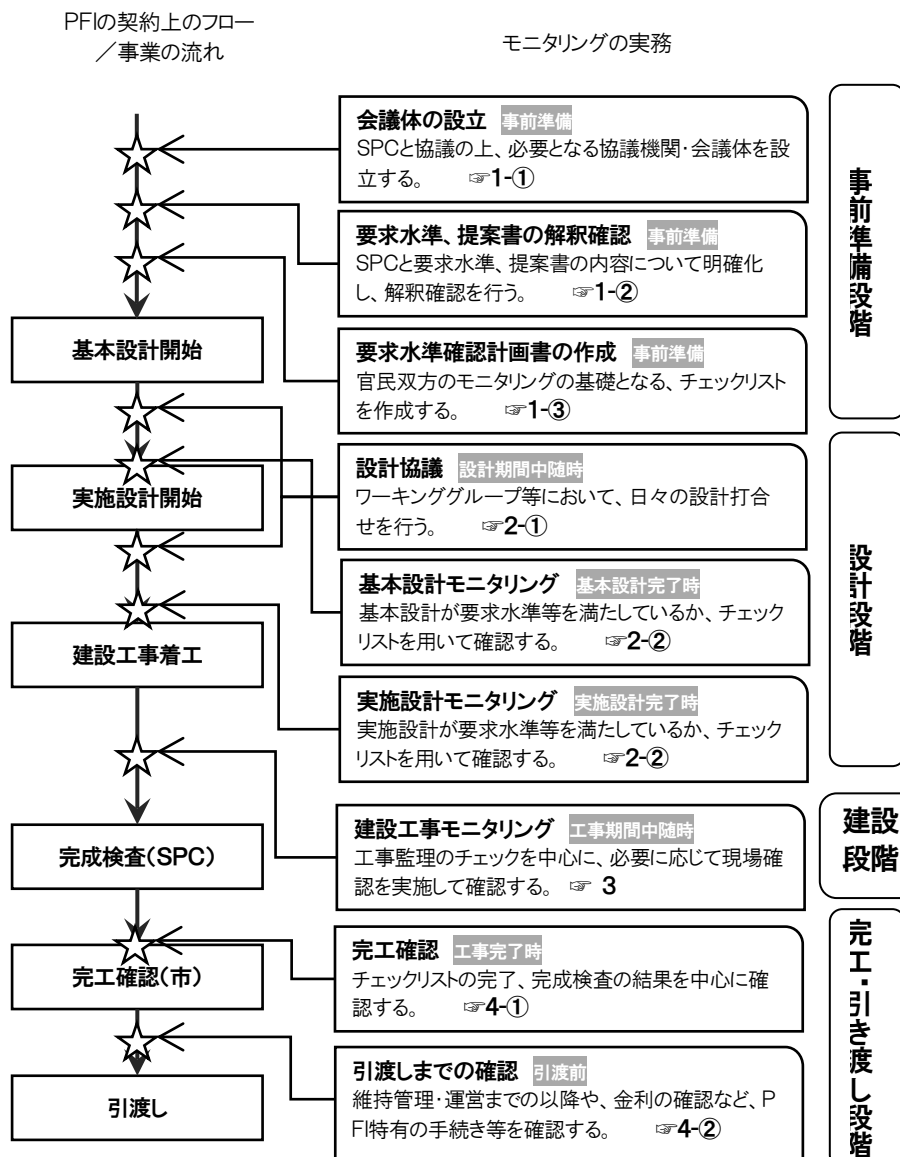 PFIの契約上のフロー
／事業の流れ
モニタリングの実務
会議体の設立 事前準備
SPCと協議の上、必要となる協議機関・会議体を設
立する。 ☞1-①
要求水準、提案書の解釈確認 事前準備
SPCと要求水準、提案書の内容について明確化
し、解釈確認を行う。 ☞1-②
基本設計開始
要求水準確認計画書の作成 事前準備
官民双方のモニタリングの基礎となる、チェックリスト
を作成する。 ☞1-③
事前準備段階
設計協議 設計期間中随時
ワーキンググループ等において、日々の設計打合
せを行う。 ☞2-①
実施設計開始
基本設計モニタリング 基本設計完了時
基本設計が要求水準等を満たしているか、チェック
リストを用いて確認する。 ☞2-②
建設工事着工
実施設計モニタリング 実施設計完了時
実施設計が要求水準等を満たしているか、チェック
リストを用いて確認する。 ☞2-②
設計段階
建設工事モニタリング 工事期間中随時
工事監理のチェックを中心に、必要に応じて現場確
認を実施して確認する。 ☞ 3
完成検査（SPC）
建設
段階
完工確認 工事完了時
チェックリストの完了、完成検査の結果を中心に確
認する。 ☞4-①
完工確認（市）
引渡しまでの確認 引渡前
維持管理・運営までの以降や、金利の確認など、P
FI特有の手続き等を確認する。 ☞4-②
引渡し
完工・引き渡し段階